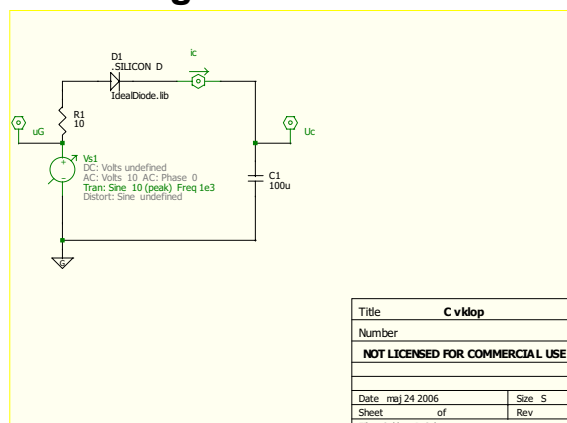 D1
.SILICON D
IdealDiode.lib
ic
R1
10
uG
Uc
Vs1
DC: Volts undefined
AC: Volts 10 AC: Phase 0
Tran: Sine 10 (peak) Freq 1e3
Distort: Sine undefined
C1
100u
G
Title C vklop
Number
NOT LICENSED FOR COMMERCIAL USE
Date maj 24 2006 Size S
Sheet of Rev